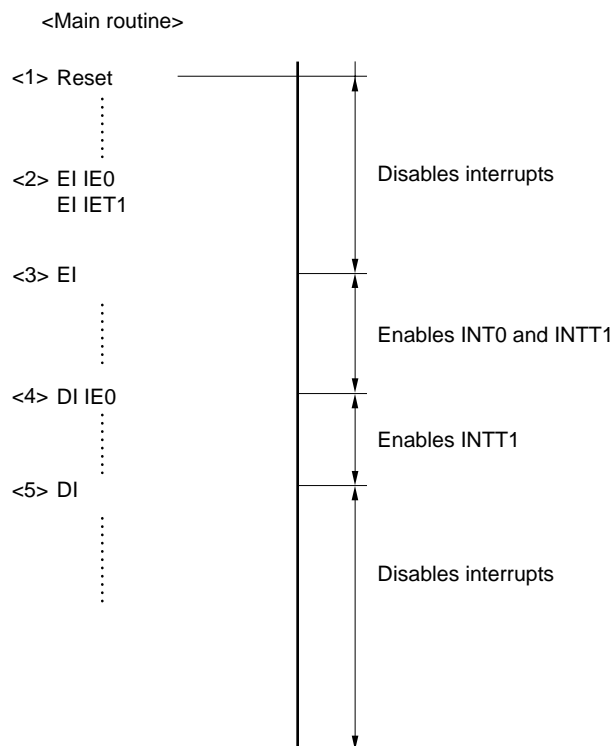 <Main routine>
<1> Reset
<2> EI IE0
EI IET1
Disables interrupts
<3> EI
Enables INT0 and INTT1
<4> DI IE0
Enables INTT1
<5> DI
Disables interrupts